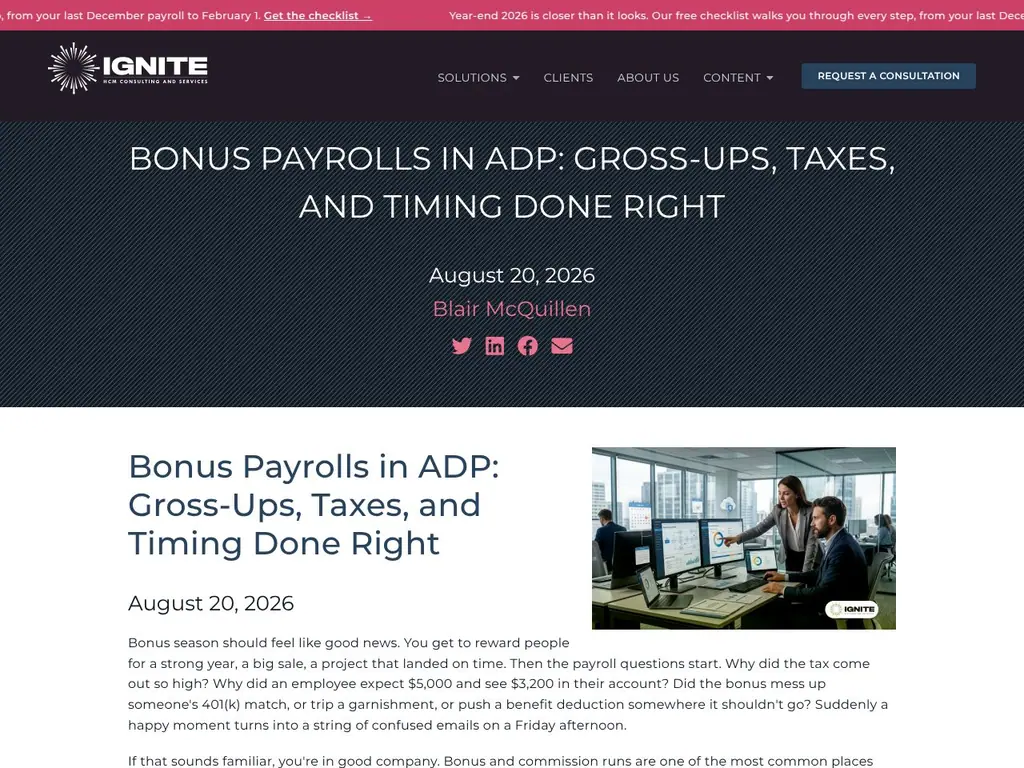 , from your last December payroll to February 1. Get the checklist → Year-end 2026 is closer than it looks. Our free checklist walks you through every step, from your last Dece
IGNITE
HCM CONSULTING AND SERVICES
SOLUTIONS CLIENTS ABOUT US CONTENT REQUEST A CONSULTATION
BONUS PAYROLLS IN ADP: GROSS-UPS, TAXES,
AND TIMING DONE RIGHT
August 20, 2026
Blair McQuillen
Bonus Payrolls in ADP:
Gross-Ups, Taxes, and
Timing Done Right
IGNITE
August 20, 2026
Bonus season should feel like good news. You get to reward people
for a strong year, a big sale, a project that landed on time. Then the payroll questions start. Why did the tax come
out so high? Why did an employee expect $5,000 and see $3,200 in their account? Did the bonus mess up
someone's 401(k) match, or trip a garnishment, or push a benefit deduction somewhere it shouldn't go? Suddenly a
happy moment turns into a string of confused emails on a Friday afternoon.
If that sounds familiar, you're in good company. Bonus and commission runs are one of the most common places